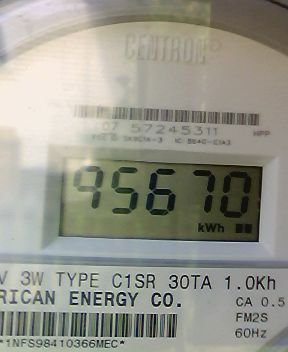 CENTRON
07 57245311
HPP
95670
kWh
V 3W TYPE C1SR 30TA 1.0Kh
RICAN ENERGY CO.
CA 0.5
FM2S
60Hz
*1NFS98410366MEC*